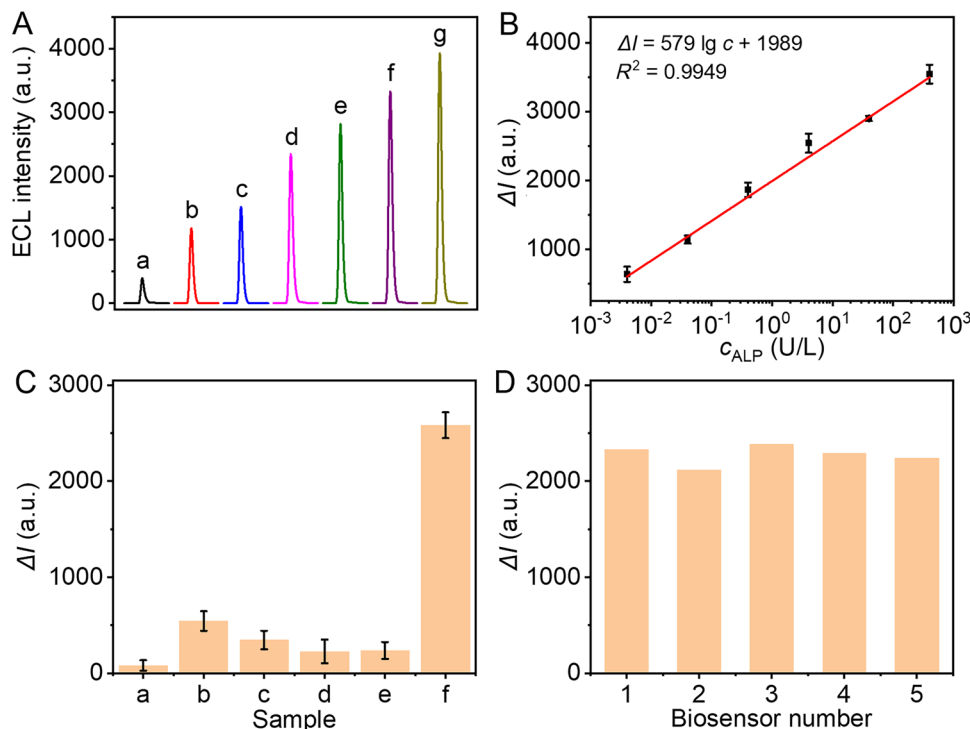 A
ECL intensity (a.u.)
4000
3000
2000
1000
0
a
b
c
d
e
f
g
B
ΔI = 579 lg c + 1989
R² = 0.9949
ΔI (a.u.)
4000
3000
2000
1000
10⁻³ 10⁻² 10⁻¹ 10⁰ 10¹ 10² 10³
c_ALP (U/L)
C
ΔI (a.u.)
3000
2000
1000
0
a b c d e f
Sample
D
ΔI (a.u.)
3000
2000
1000
0
1 2 3 4 5
Biosensor number